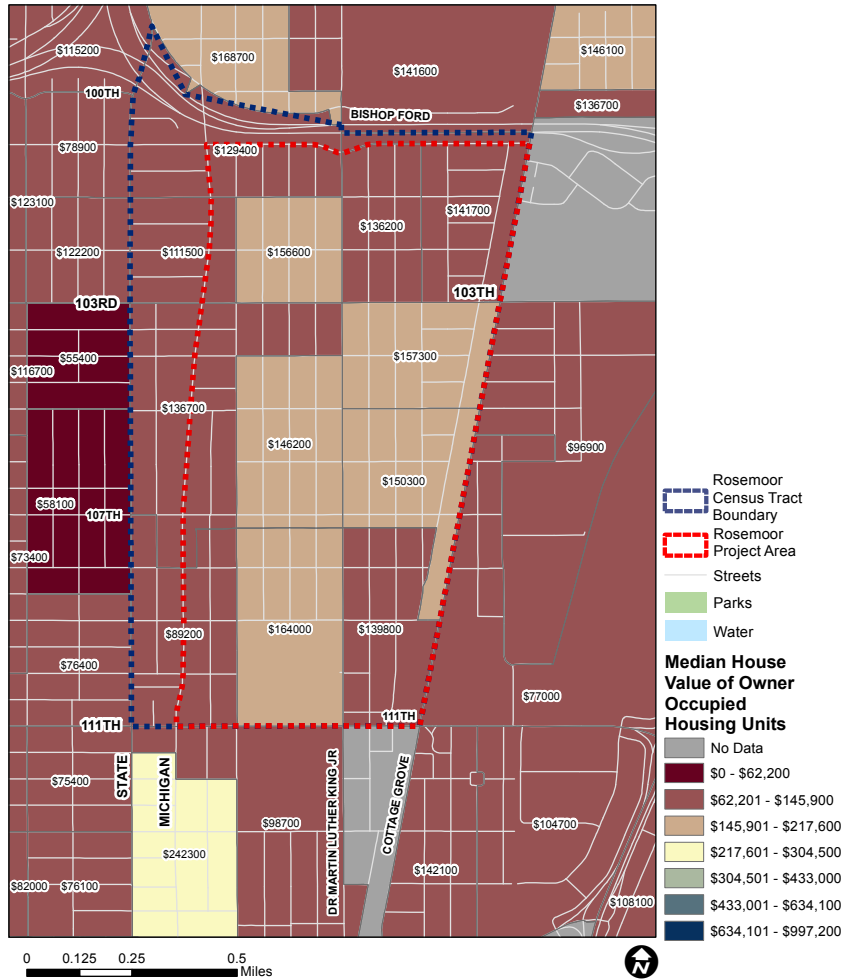 $115200
$168700
$141600
$146100
100TH
$136700
BISHOP FORD
$78900
$129400
$123100
$136200
$141700
$122200
$111500
$156600
103RD
103TH
$116700
$55400
$157300
$136700
$146200
$96900
$58100
107TH
$150300
$73400
$89200
$164000
$139800
$76400
$77000
111TH
111TH
STATE
MICHIGAN
DR MARTIN LUTHER KING JR
COTTAGE GROVE
$75400
$98700
$104700
$242300
$142100
$82000
$76100
$108100
Rosemoor
Census Tract
Boundary
Rosemoor
Project Area
Streets
Parks
Water
Median House
Value of Owner
Occupied
Housing Units
No Data
$0 - $62,200
$62,201 - $145,900
$145,901 - $217,600
$217,601 - $304,500
$304,501 - $433,000
$433,001 - $634,100
$634,101 - $997,200
0 0.125 0.25 0.5
Miles
N